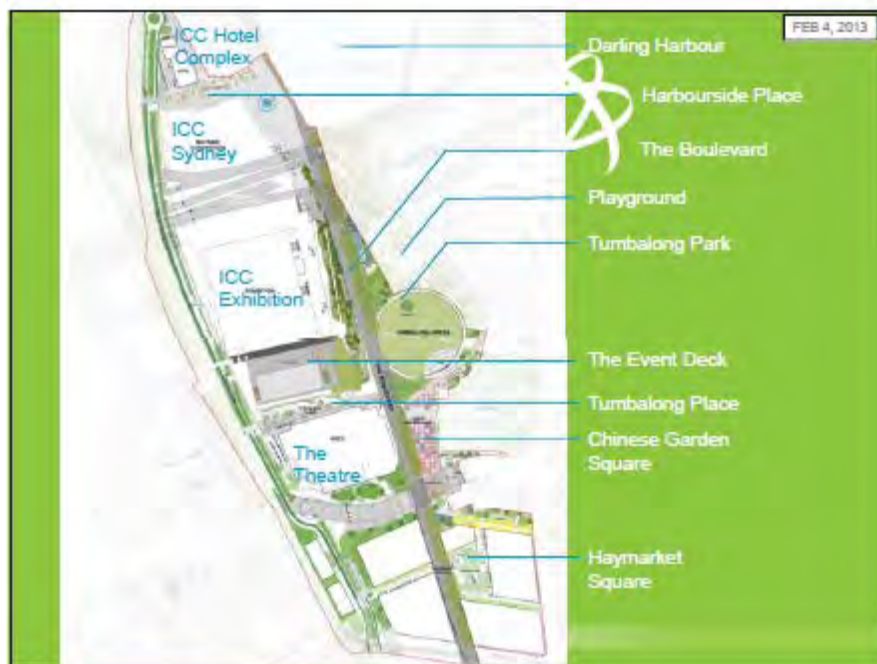 FEB 4, 2013
ICC Hotel
Complex
Darling Harbour
Harbourside Place
ICC
Sydney
The Boulevard
Playground
Tumbalong Park
ICC
Exhibition
The Event Deck
Tumbalong Place
Chinese Garden
Square
The
Theatre
Haymarket
Square